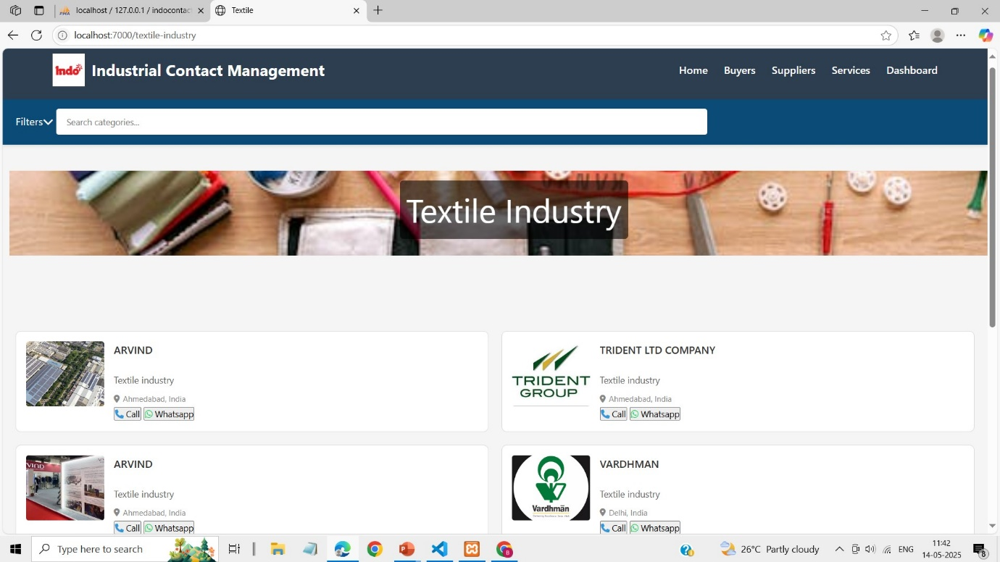 localhost / 127.0.0.1 / indocontac
Textile
localhost:7000/textile-industry
indo
Industrial Contact Management
Home Buyers Suppliers Services Dashboard
Filters
Search categories...
Textile Industry
ARVIND
Textile industry
Ahmedabad, India
Call Whatsapp
TRIDENT GROUP
TRIDENT LTD COMPANY
Textile industry
Ahmedabad, India
Call Whatsapp
ARVIND
Textile industry
Ahmedabad, India
Call Whatsapp
Vardhmān
VARDHMAN
Textile industry
Delhi, India
Call Whatsapp
Type here to search
26°C Partly cloudy
ENG
11:42
14-05-2025
8